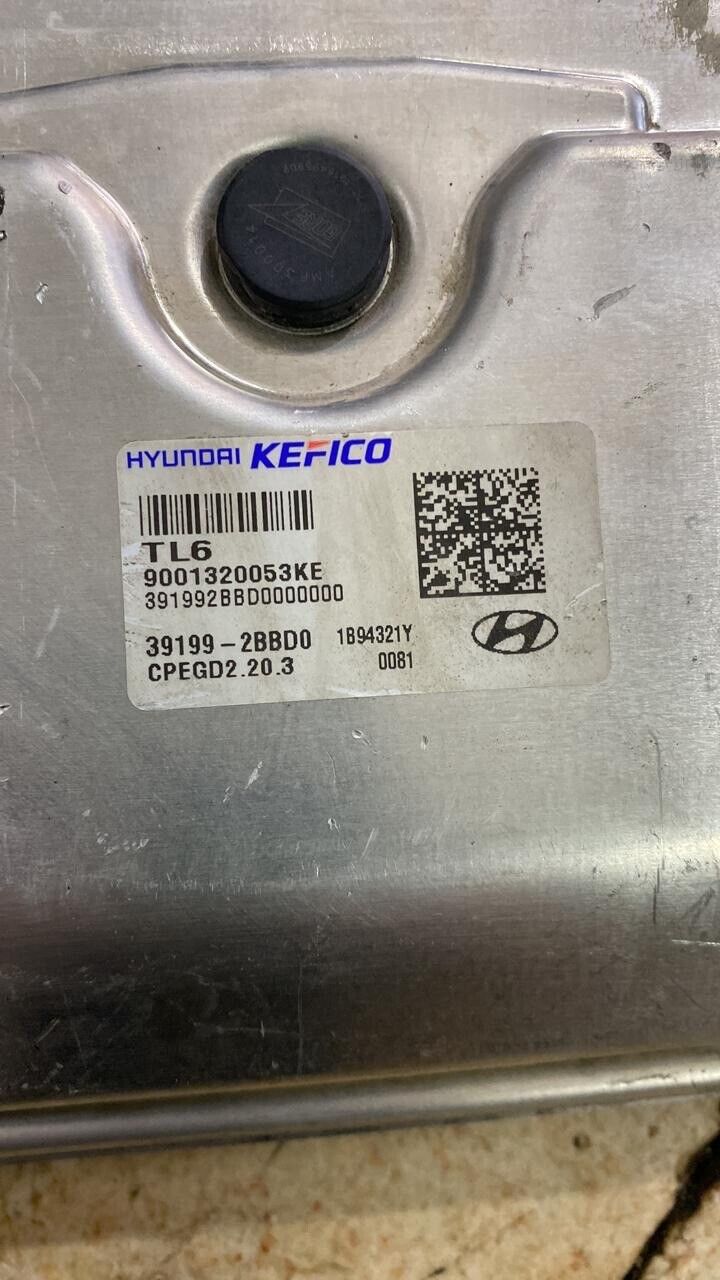 HYUNDAI KEFICO
TL6
9001320053KE
391992BBD0000000
39199-2BBD0 1B94321Y
CPEGD2.20.3 0081